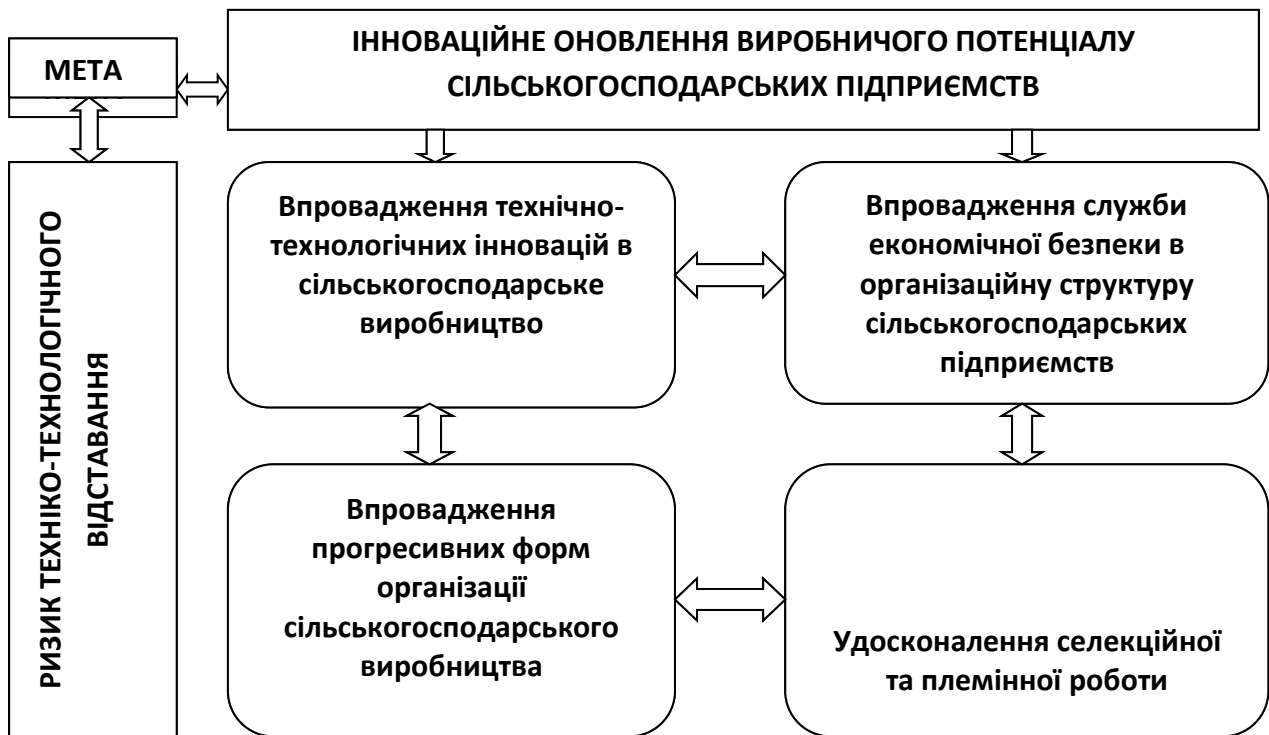 МЕТА
ІННОВАЦІЙНЕ ОНОВЛЕННЯ ВИРОБНИЧОГО ПОТЕНЦІАЛУ
СІЛЬСЬКОГОСПОДАРСЬКИХ ПІДПРИЄМСТВ
РИЗИК ТЕХНІКО-ТЕХНОЛОГІЧНОГО
ВІДСТАВАННЯ
Впровадження технічно-
технологічних інновацій в
сільськогосподарське
виробництво
Впровадження служби
економічної безпеки в
організаційну структуру
сільськогосподарських
підприємств
Впровадження
прогресивних форм
організації
сільськогосподарського
виробництва
Удосконалення селекційної
та племінної роботи